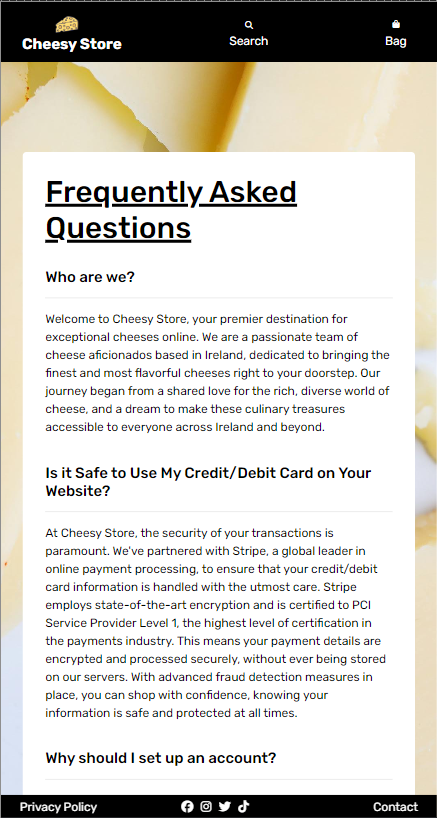 Cheesy Store
Search
Bag
Frequently Asked
Questions
Who are we?
Welcome to Cheesy Store, your premier destination for
exceptional cheeses online. We are a passionate team of
cheese aficionados based in Ireland, dedicated to bringing the
finest and most flavorful cheeses right to your doorstep. Our
journey began from a shared love for the rich, diverse world of
cheese, and a dream to make these culinary treasures
accessible to everyone across Ireland and beyond.
Is it Safe to Use My Credit/Debit Card on Your
Website?
At Cheesy Store, the security of your transactions is
paramount. We've partnered with Stripe, a global leader in
online payment processing, to ensure that your credit/debit
card information is handled with the utmost care. Stripe
employs state-of-the-art encryption and is certified to PCI
Service Provider Level 1, the highest level of certification in
the payments industry. This means your payment details are
encrypted and processed securely, without ever being stored
on our servers. With advanced fraud detection measures in
place, you can shop with confidence, knowing your
information is safe and protected at all times.
Why should I set up an account?
Privacy Policy
Contact